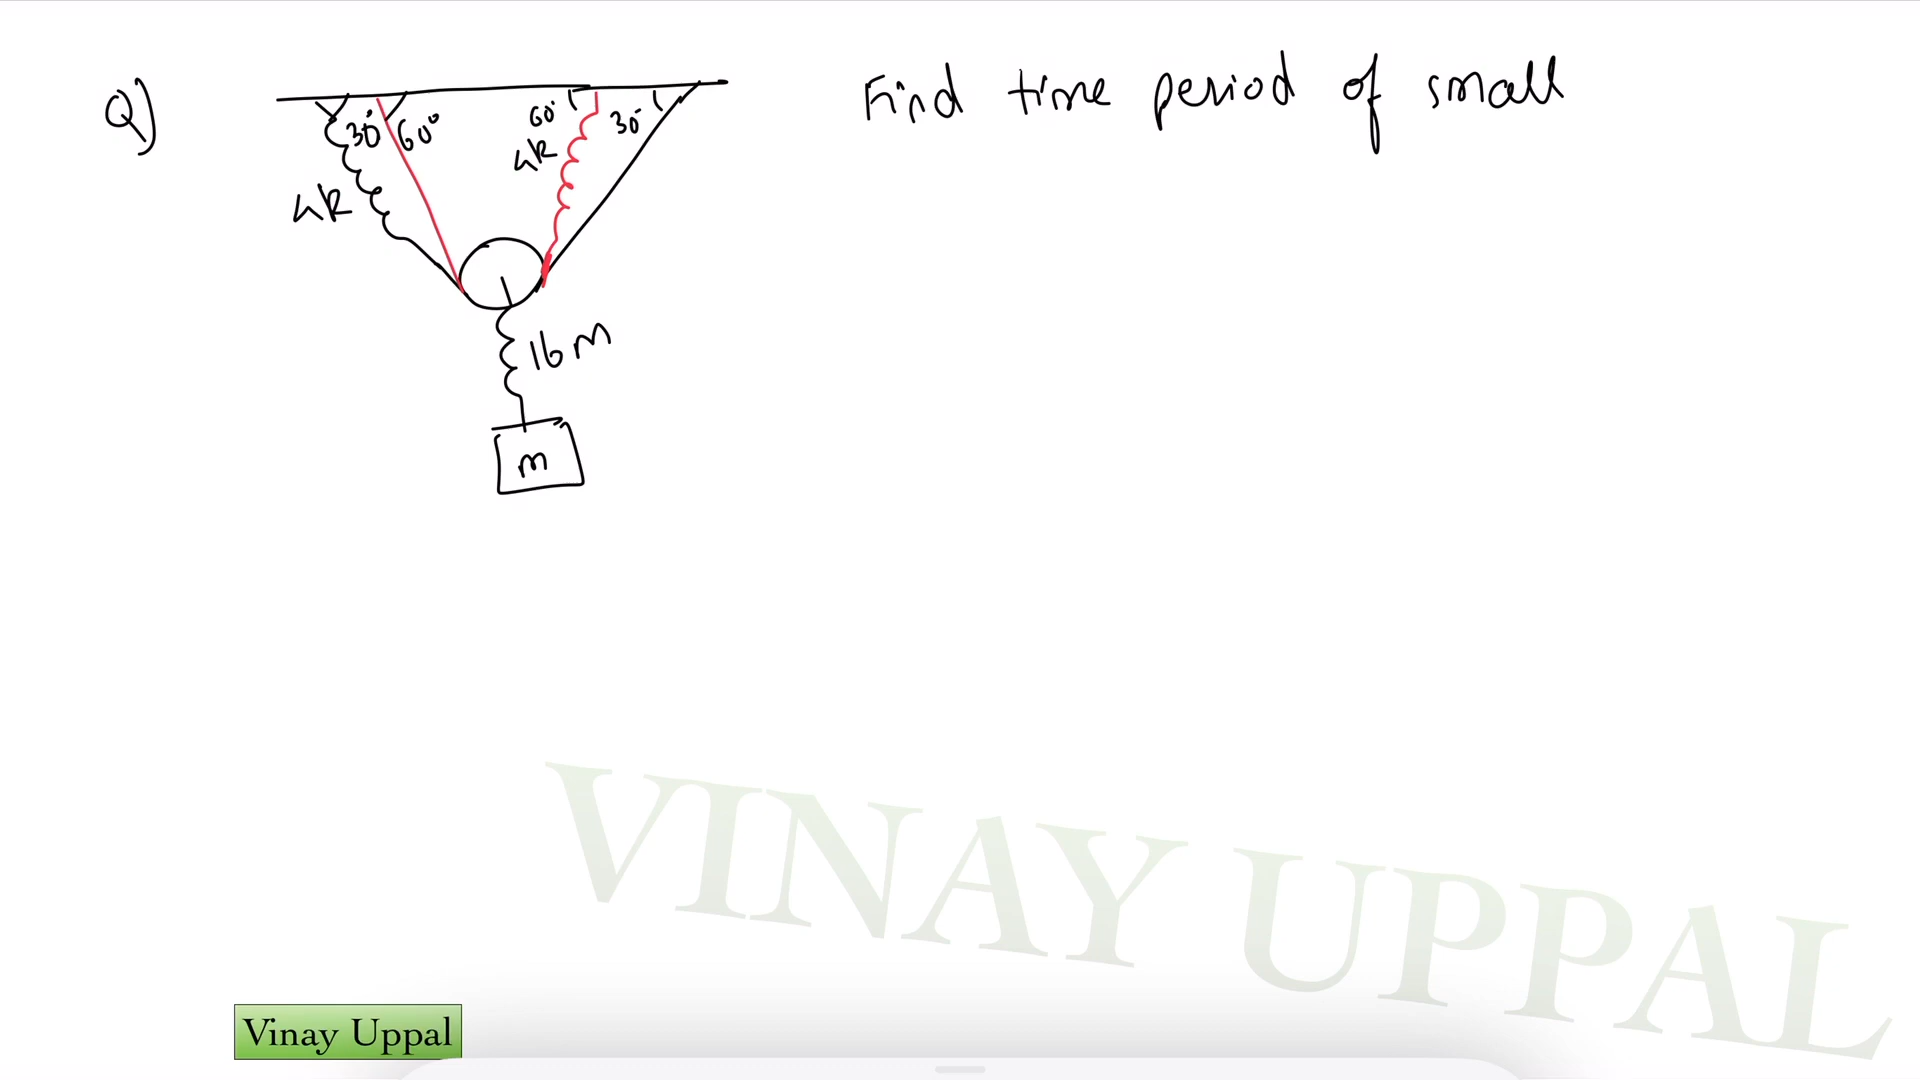 Q) Find time period of small
30° 60° 60° 30°
4k 4k
16m
m
VINAY UPPAL
Vinay Uppal